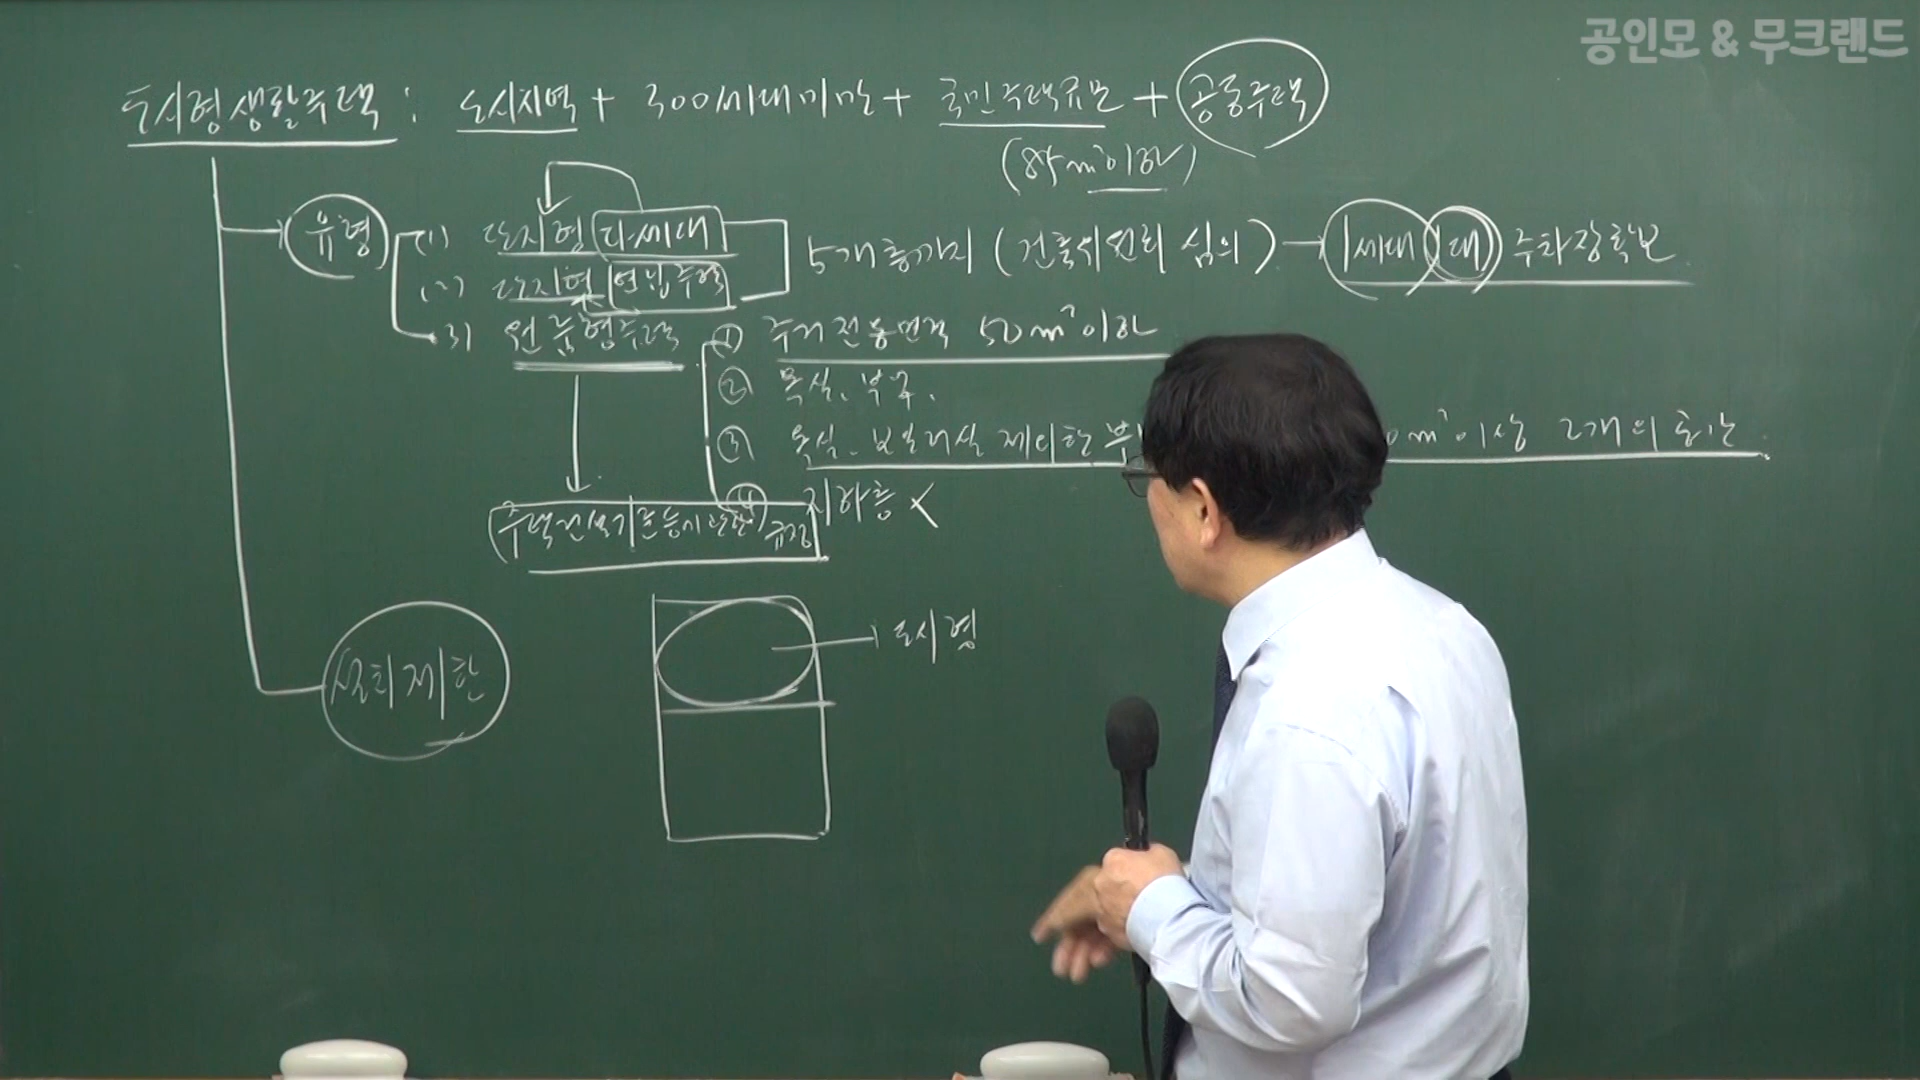 공인모 & 무크랜드
도시형생활주택 : 도시지역 + 300세대미만 + 국민주택규모 + 공동주택
(85m²이하)
유형
(1) 단지형 다세대
5개층까지 (건축위원회 심의) → 1세대 1대 주차장확보
(2) 단지형 연립주택
3) 원룸형주택 ① 주거전용면적 50m²이하
② 욕실. 부엌.
③ 욕실. 보일러실 제외한 부 0m²이상 2개의 공간
④ 지하층 X
(주택건설기준등에관한) 규정
도시형
설치제한